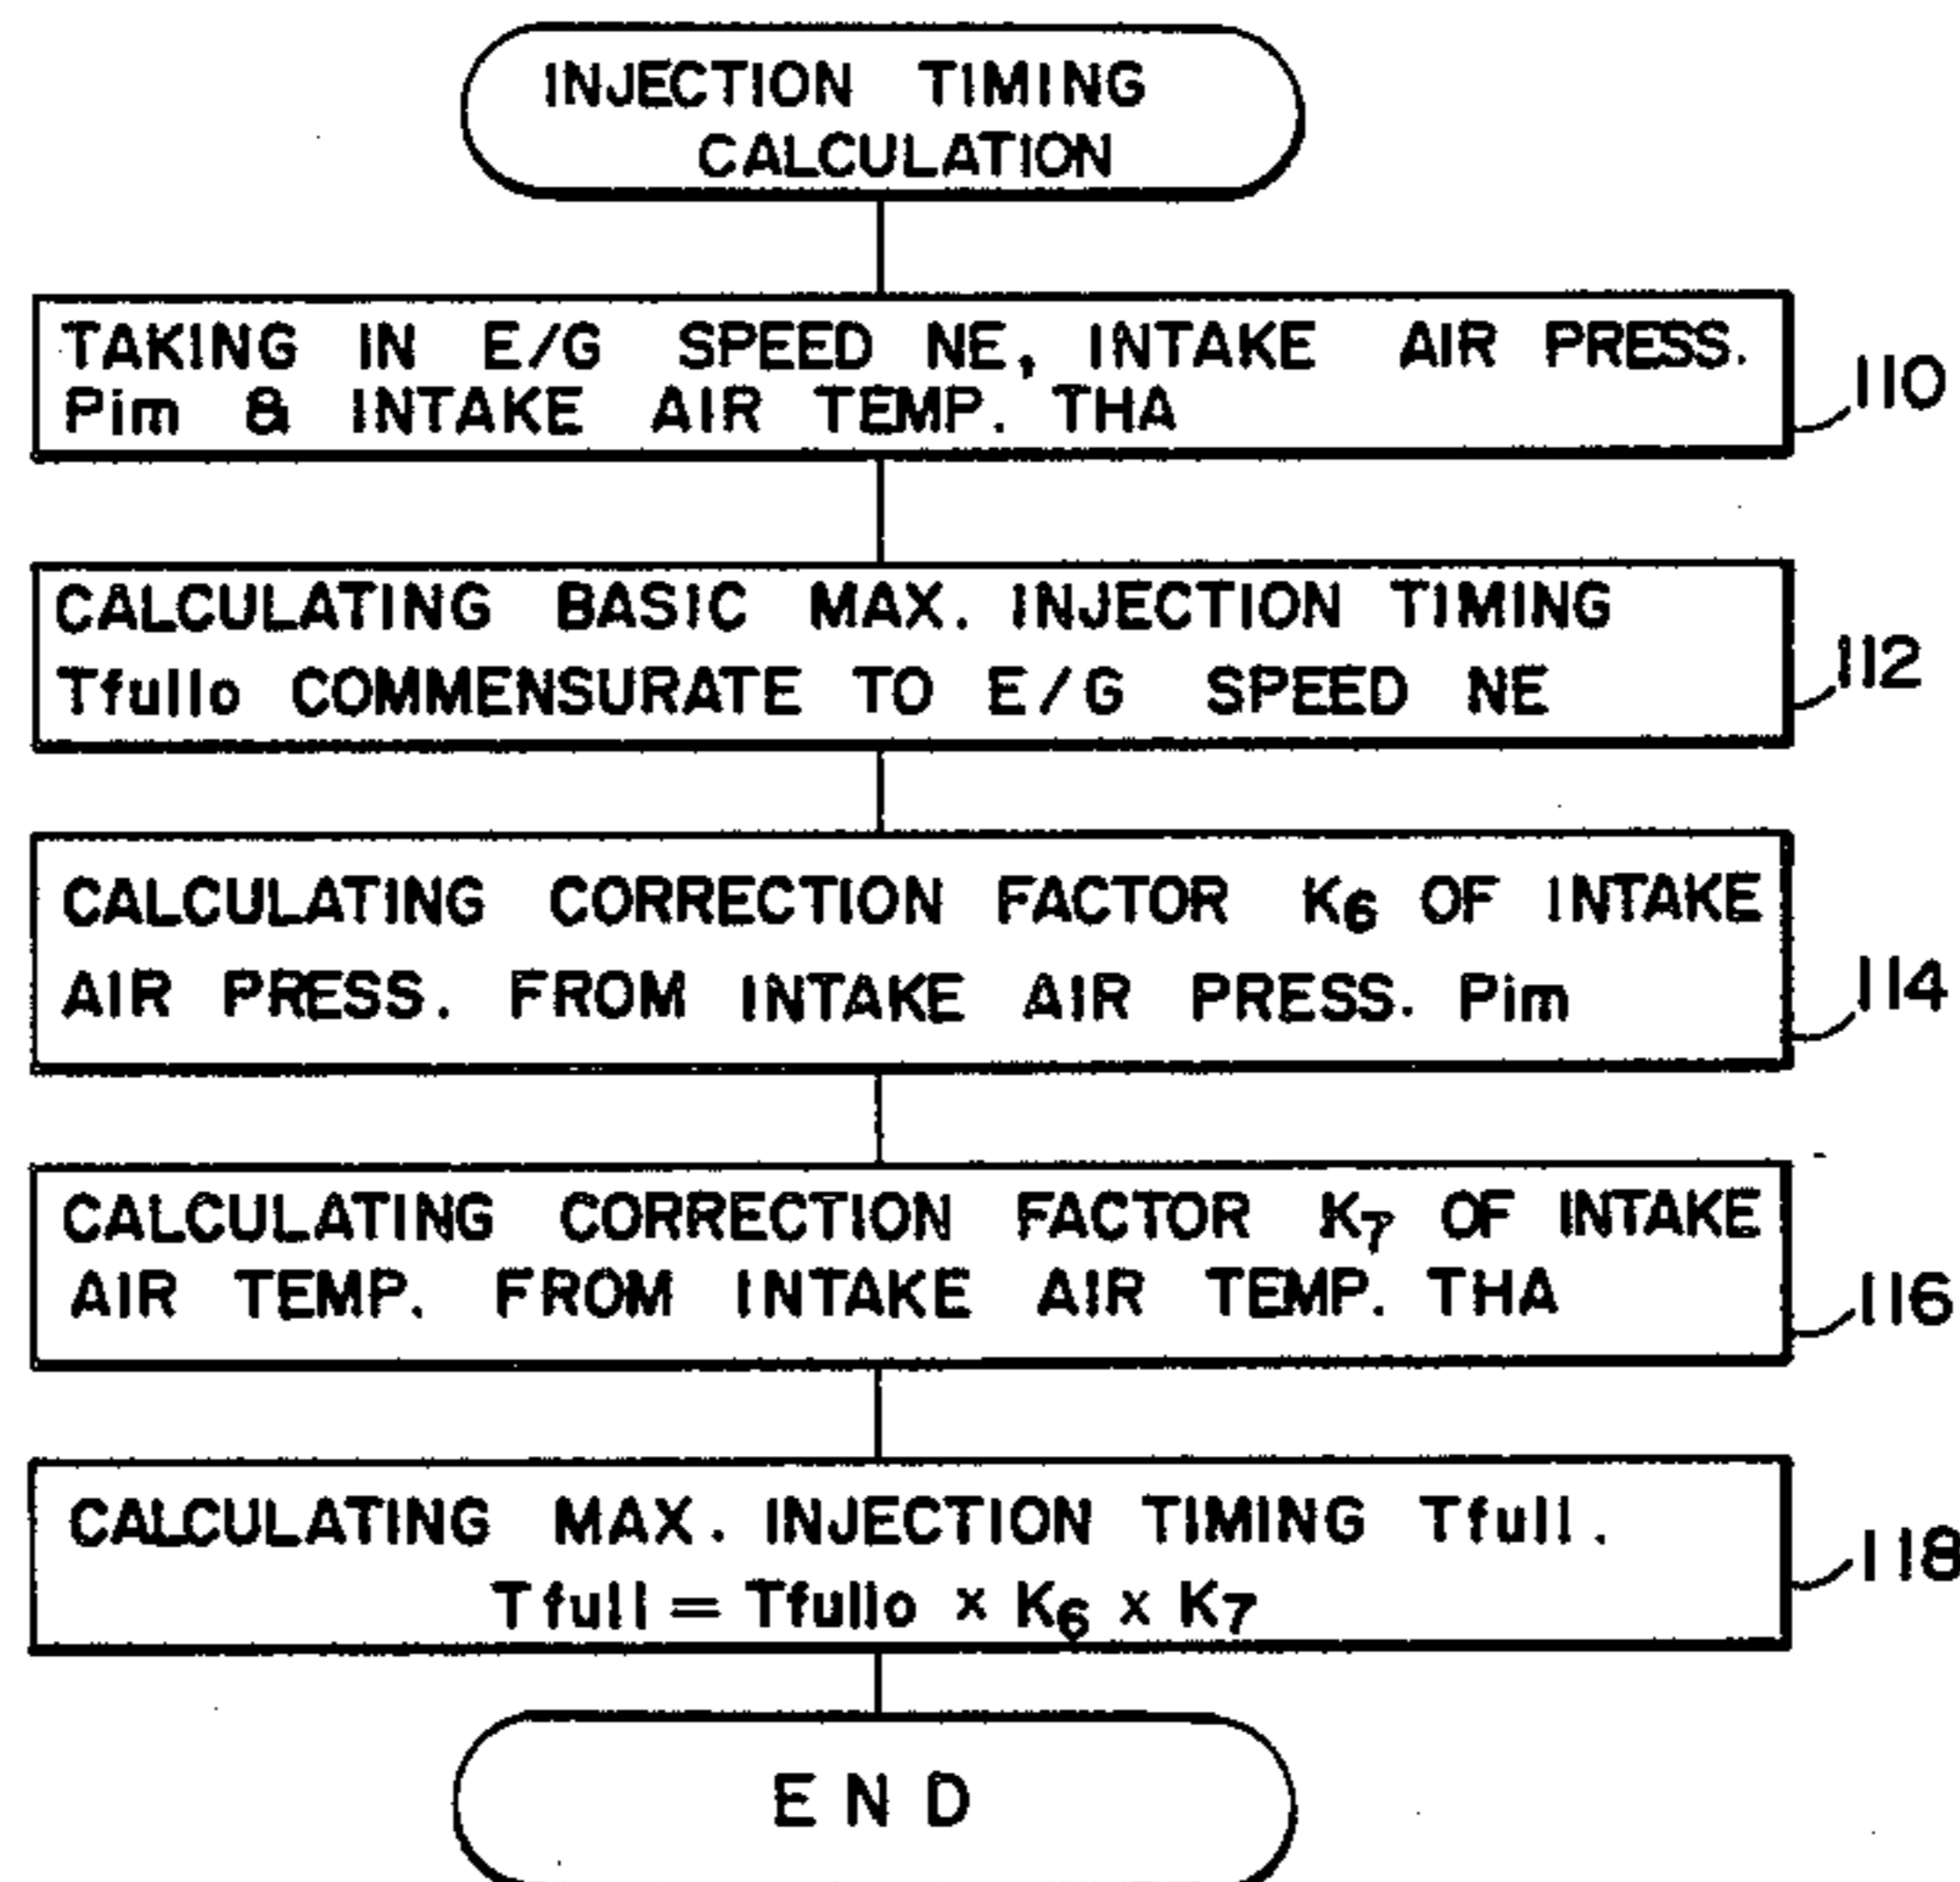 INJECTION TIMING
CALCULATION
TAKING IN E/G SPEED NE, INTAKE AIR PRESS.
Pim & INTAKE AIR TEMP. THA
110
CALCULATING BASIC MAX. INJECTION TIMING
Tfullo COMMENSURATE TO E/G SPEED NE
112
CALCULATING CORRECTION FACTOR K6 OF INTAKE
AIR PRESS. FROM INTAKE AIR PRESS. Pim
114
CALCULATING CORRECTION FACTOR K7 OF INTAKE
AIR TEMP. FROM INTAKE AIR TEMP. THA
116
CALCULATING MAX. INJECTION TIMING Tfull.
Tfull = Tfullo x K6 x K7
118
END